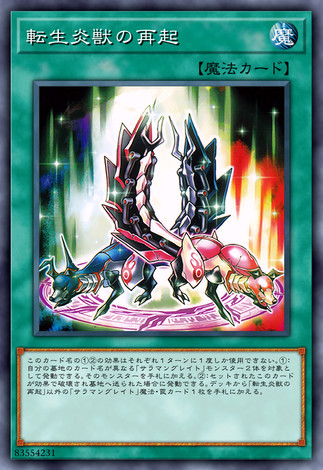 転生炎獣の再起
魔
【魔法カード】
このカード名の①②の効果はそれぞれ1ターンに1度しか使用できない。①:
自分の墓地のカード名が異なる「サラマングレイト」モンスター2体を対象と
して発動できる。そのモンスターを手札に加える。②:セットされたこのカード
が効果で破壊され墓地へ送られた場合に発動できる。デッキから「転生炎獣の
再起」以外の「サラマングレイト」魔法・罠カード1枚を手札に加える。
83554231